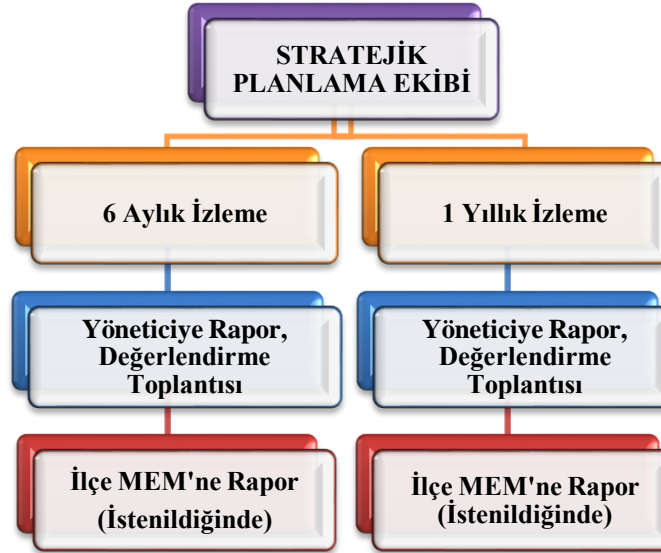 STRATEJİK
PLANLAMA EKİBİ
6 Aylık İzleme
1 Yıllık İzleme
Yöneticiye Rapor,
Değerlendirme
Toplantısı
Yöneticiye Rapor,
Değerlendirme
Toplantısı
İlçe MEM'ne Rapor
(İstenildiğinde)
İlçe MEM'ne Rapor
(İstenildiğinde)